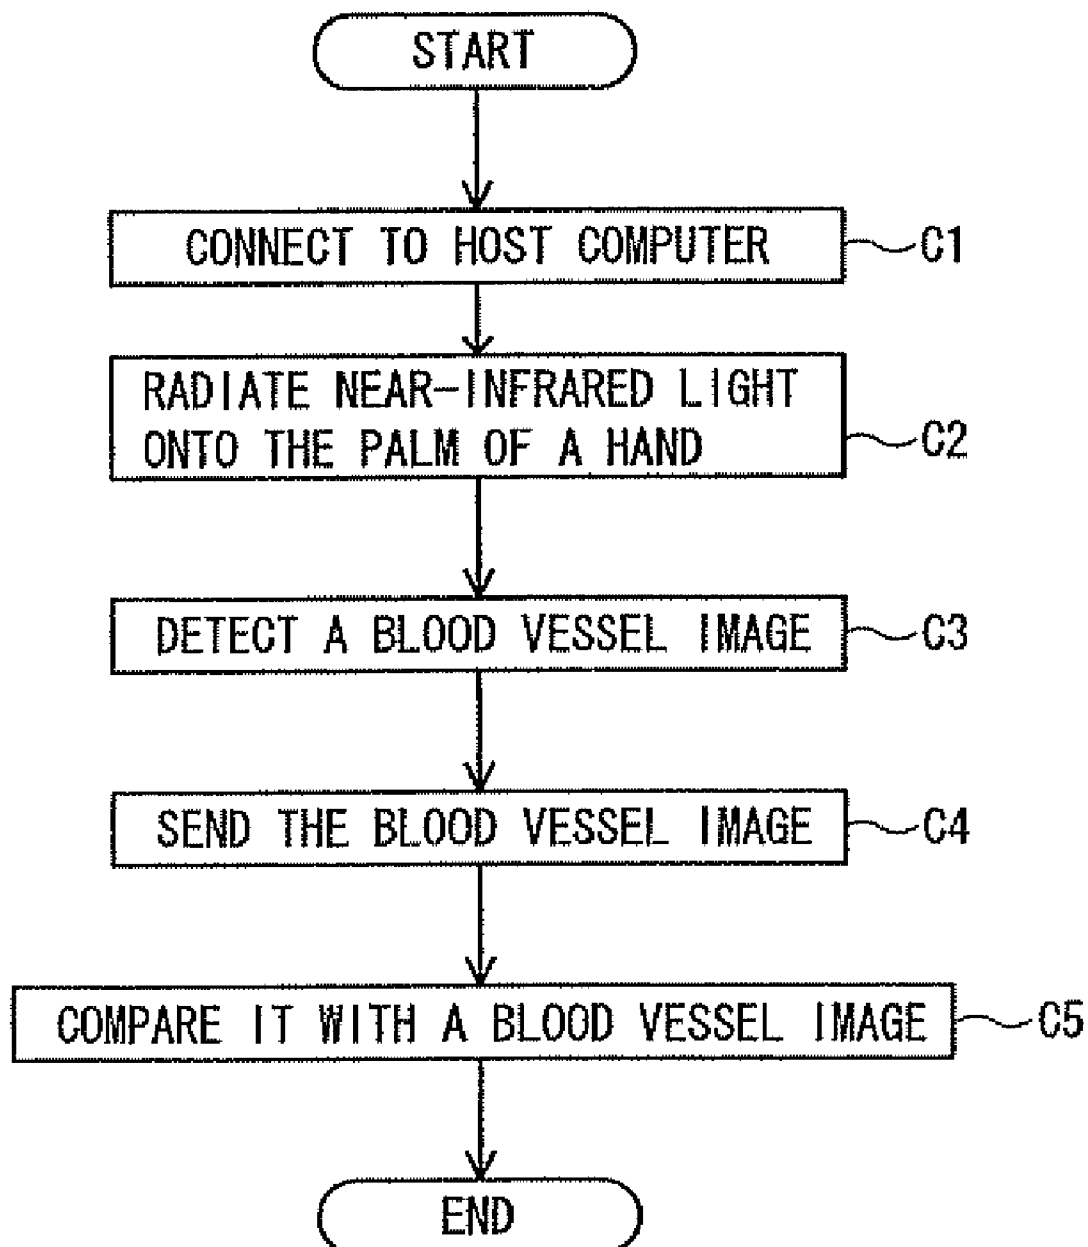 START
CONNECT TO HOST COMPUTER
C1
RADIATE NEAR-INFRARED LIGHT
ONTO THE PALM OF A HAND
C2
DETECT A BLOOD VESSEL IMAGE
C3
SEND THE BLOOD VESSEL IMAGE
C4
COMPARE IT WITH A BLOOD VESSEL IMAGE
C5
END